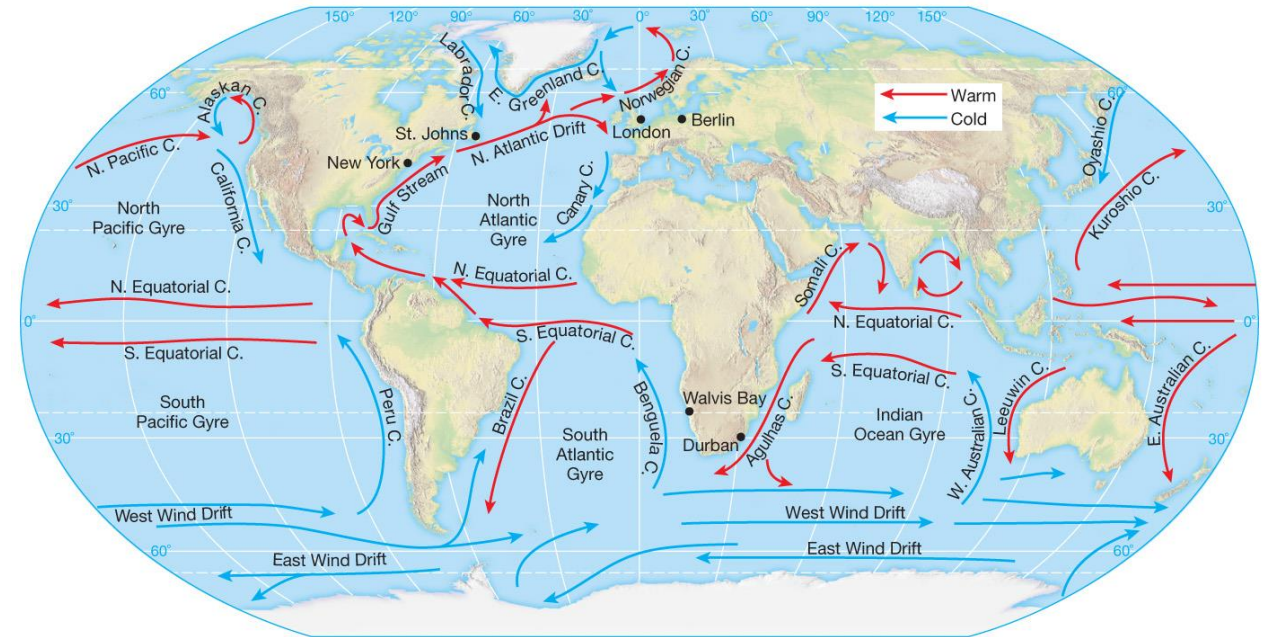 150° 120° 90° 60° 30° 0° 30° 60° 90° 120° 150°
60°
Alaskan C.
Labrador C.
E. Greenland C.
Norwegian C.
Warm
Cold
60°
Oyashio C.
St. Johns
N. Atlantic Drift
London
Berlin
N. Pacific C.
New York
Gulf Stream
California C.
Canary C.
Kuroshio C.
30°
North
Pacific Gyre
North
Atlantic
Gyre
30°
Somali C.
N. Equatorial C.
N. Equatorial C.
N. Equatorial C.
0°
0°
S. Equatorial C.
S. Equatorial C.
S. Equatorial C.
E. Australian C.
Leeuwin C.
South
Pacific Gyre
Peru C.
Brazil C.
South
Atlantic
Gyre
Benguela C.
Walvis Bay
Durban
Agulhas C.
Indian
Ocean Gyre
W. Australian C.
30°
30°
West Wind Drift
West Wind Drift
East Wind Drift
East Wind Drift
60°
60°